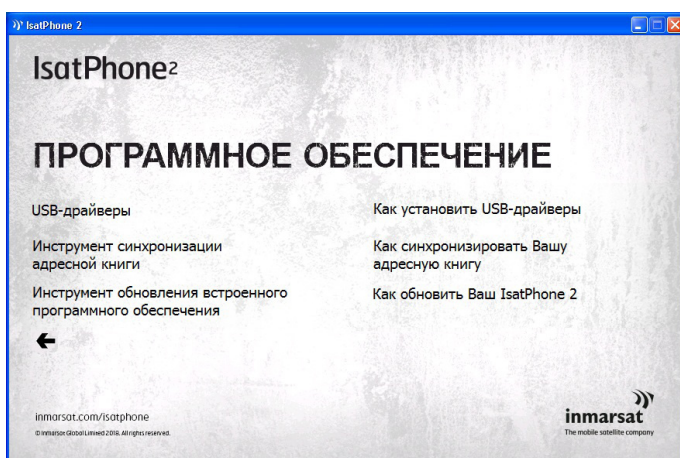 IsatPhone 2
IsatPhone2
ПРОГРАММНОЕ ОБЕСПЕЧЕНИЕ
USB-драйверы
Инструмент синхронизации
адресной книги
Инструмент обновления встроенного
программного обеспечения
Как установить USB-драйверы
Как синхронизировать Вашу
адресную книгу
Как обновить Ваш IsatPhone 2
inmarsat.com/isatphone
© Inmarsat Global Limited 2018. All rights reserved.
inmarsat
The mobile satellite company